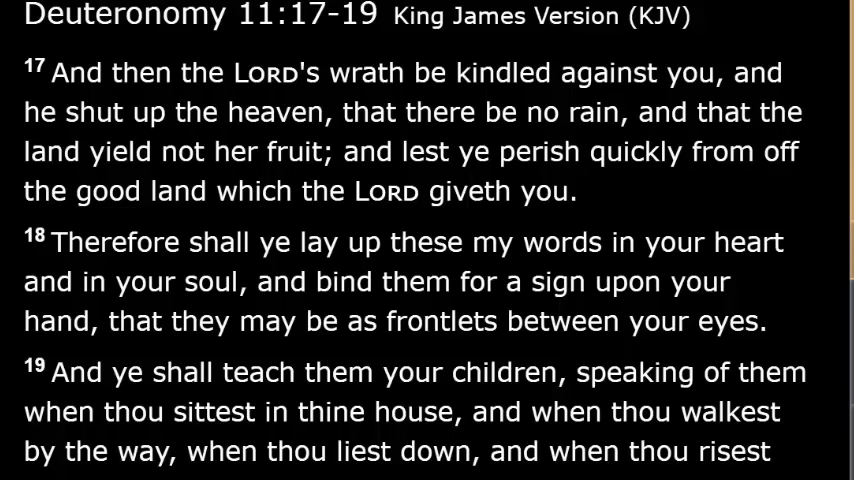 Deuteronomy 11:17-19 King James Version (KJV)
17 And then the LORD's wrath be kindled against you, and
he shut up the heaven, that there be no rain, and that the
land yield not her fruit; and lest ye perish quickly from off
the good land which the LORD giveth you.
18 Therefore shall ye lay up these my words in your heart
and in your soul, and bind them for a sign upon your
hand, that they may be as frontlets between your eyes.
19 And ye shall teach them your children, speaking of them
when thou sittest in thine house, and when thou walkest
by the way, when thou liest down, and when thou risest